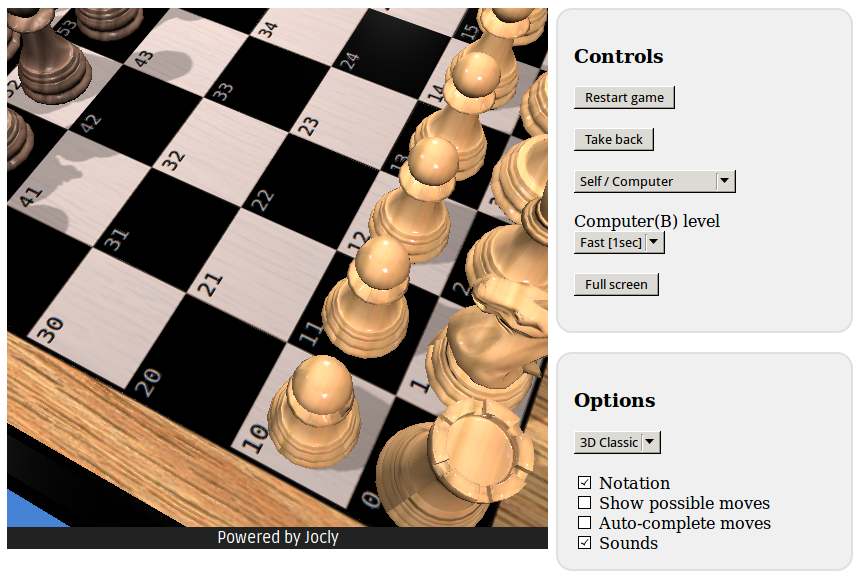 53
34
15
43
24
52
33
14
42
23
32
13
41
22
12
31
2
21
11
30
1
20
10
0
Powered by Jocly
Controls
Restart game
Take back
Self / Computer
Computer(B) level
Fast [1sec]
Full screen
Options
3D Classic
Notation
Show possible moves
Auto-complete moves
Sounds